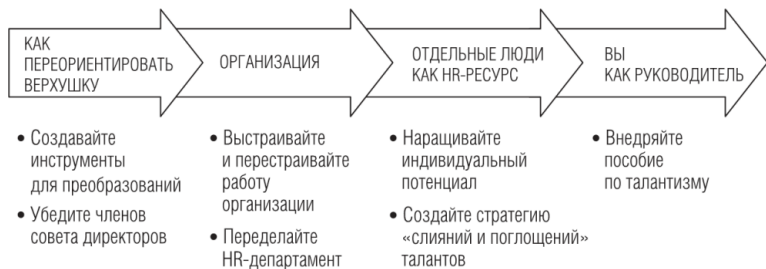 КАК
ПЕРЕОРИЕНТИРОВАТЬ
ВЕРХУШКУ
ОРГАНИЗАЦИЯ
ОТДЕЛЬНЫЕ ЛЮДИ
КАК HR-РЕСУРС
ВЫ
КАК РУКОВОДИТЕЛЬ
• Создавайте
инструменты
для преобразований
• Убедите членов
совета директоров
• Выстраивайте
и перестраивайте
работу
организации
• Переделайте
HR-департамент
• Наращивайте
индивидуальный
потенциал
• Создайте стратегию
«слияний и поглощений»
талантов
• Внедряйте
пособие
по талантизму